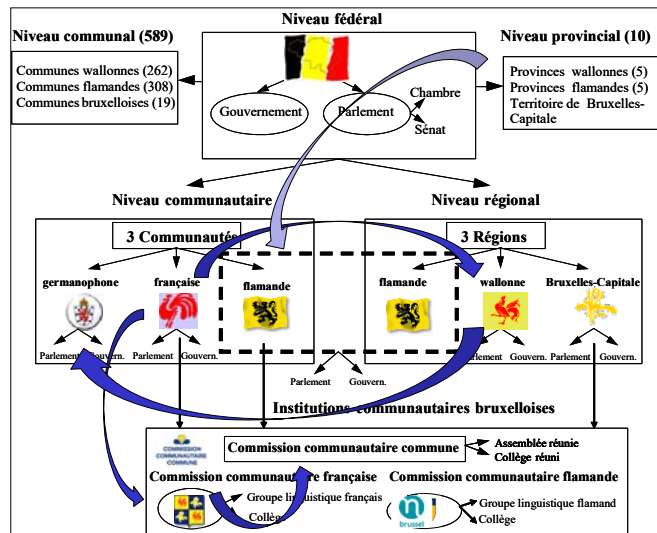 Niveau fédéral
Niveau communal (589)
Niveau provincial (10)
Communes wallonnes (262)
Communes flamandes (308)
Communes bruxelloises (19)
Gouvernement
Parlement
Chambre
Sénat
Provinces wallonnes (5)
Provinces flamandes (5)
Territoire de Bruxelles-
Capitale
Niveau communautaire
Niveau régional
3 Communautés
3 Régions
germanophone
française
flamande
flamande
wallonne
Bruxelles-Capitale
Parlement Gouvern.
Parlement Gouvern.
Parlement Gouvern.
Parlement Gouvern.
Parlement Gouvern.
Institutions communautaires bruxelloises
COMMISSION
COMMUNAUTAIRE
COMMUNE
Commission communautaire commune
Assemblée réunie
Collège réuni
Commission communautaire française
Groupe linguistique français
Collège
Commission communautaire flamande
n
brussel
Groupe linguistique flamand
Collège